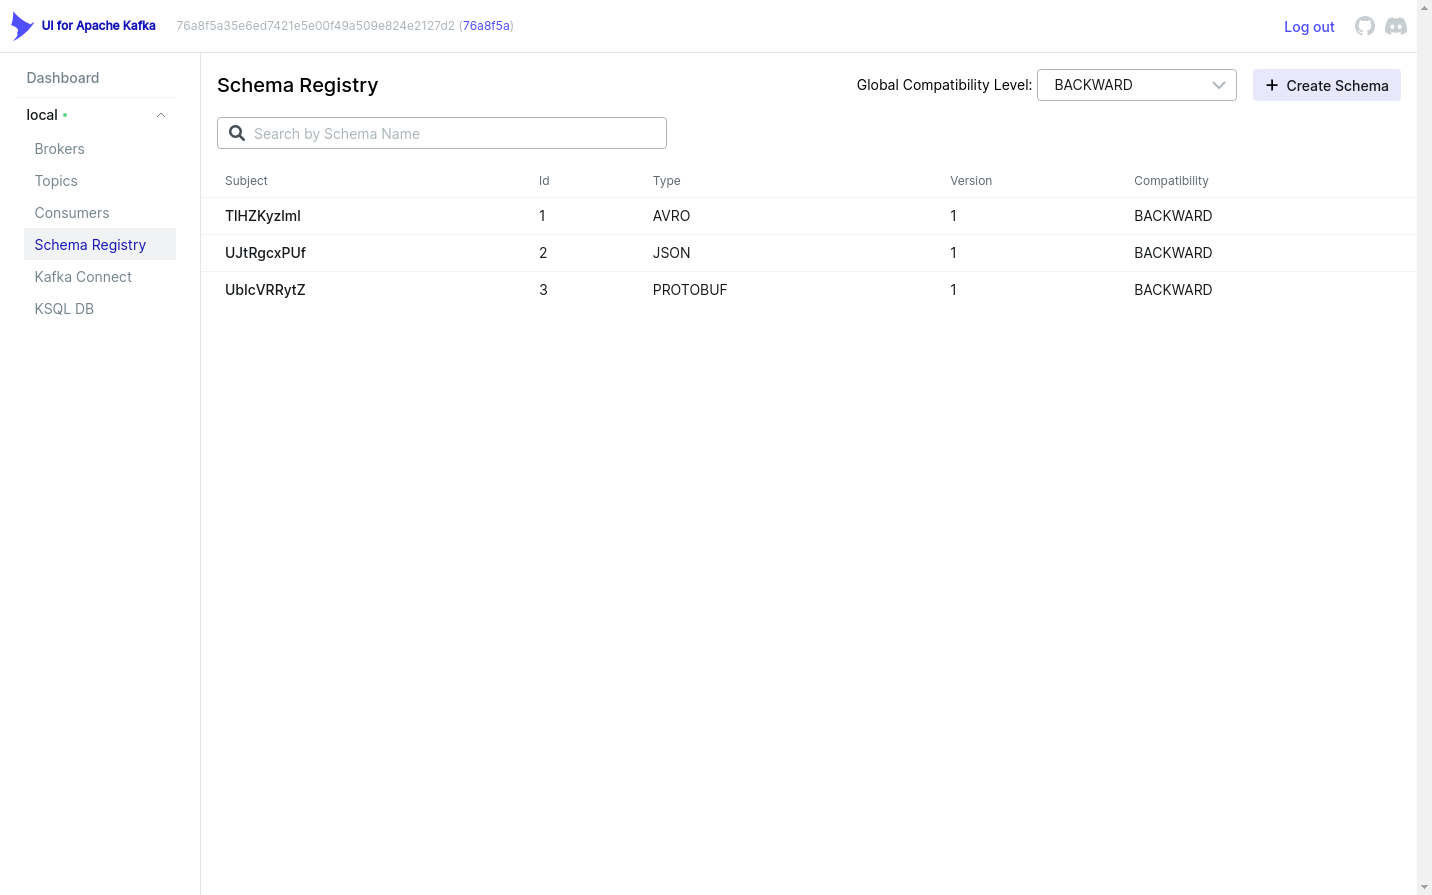 UI for Apache Kafka 76a8f5a35e6ed7421e5e00f49a509e824e2127d2 (76a8f5a) Log out
Dashboard
local
Brokers
Topics
Consumers
Schema Registry
Kafka Connect
KSQL DB
Schema Registry Global Compatibility Level: BACKWARD Create Schema
Search by Schema Name
Subject Id Type Version Compatibility
TlHZKyzlml 1 AVRO 1 BACKWARD
UJtRgcxPUf 2 JSON 1 BACKWARD
UblcVRRytZ 3 PROTOBUF 1 BACKWARD